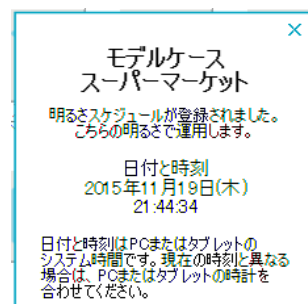 モデルケース
スーパーマーケット
明るさスケジュールが登録されました。
こちらの明るさで運用します。
日付と時刻
2015年11月19日(木)
21:44:34
日付と時刻はPCまたはタブレットの
システム時間です。現在の時刻と異なる
場合は、PCまたはタブレットの時計を
合わせてください。